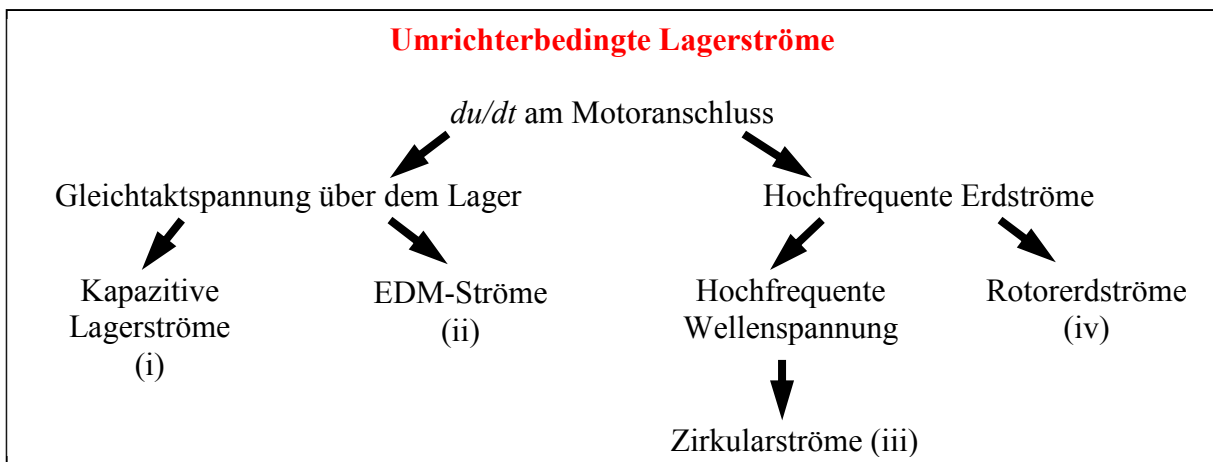 Umrichterbedingte Lagerströme
du/dt am Motoranschluss
Gleichtaktspannung über dem Lager
Hochfrequente Erdströme
Kapazitive
Lagerströme
(i)
EDM-Ströme
(ii)
Hochfrequente
Wellenspannung
Rotorerdströme
(iv)
Zirkularströme (iii)